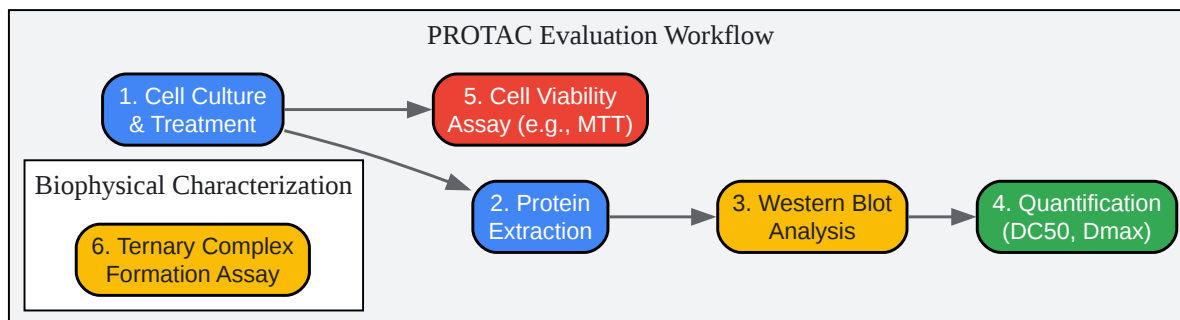 PROTAC Evaluation Workflow
1. Cell Culture
& Treatment
5. Cell Viability
Assay (e.g., MTT)
Biophysical Characterization
6. Ternary Complex
Formation Assay
2. Protein
Extraction
3. Western Blot
Analysis
4. Quantification
(DC50, Dmax)